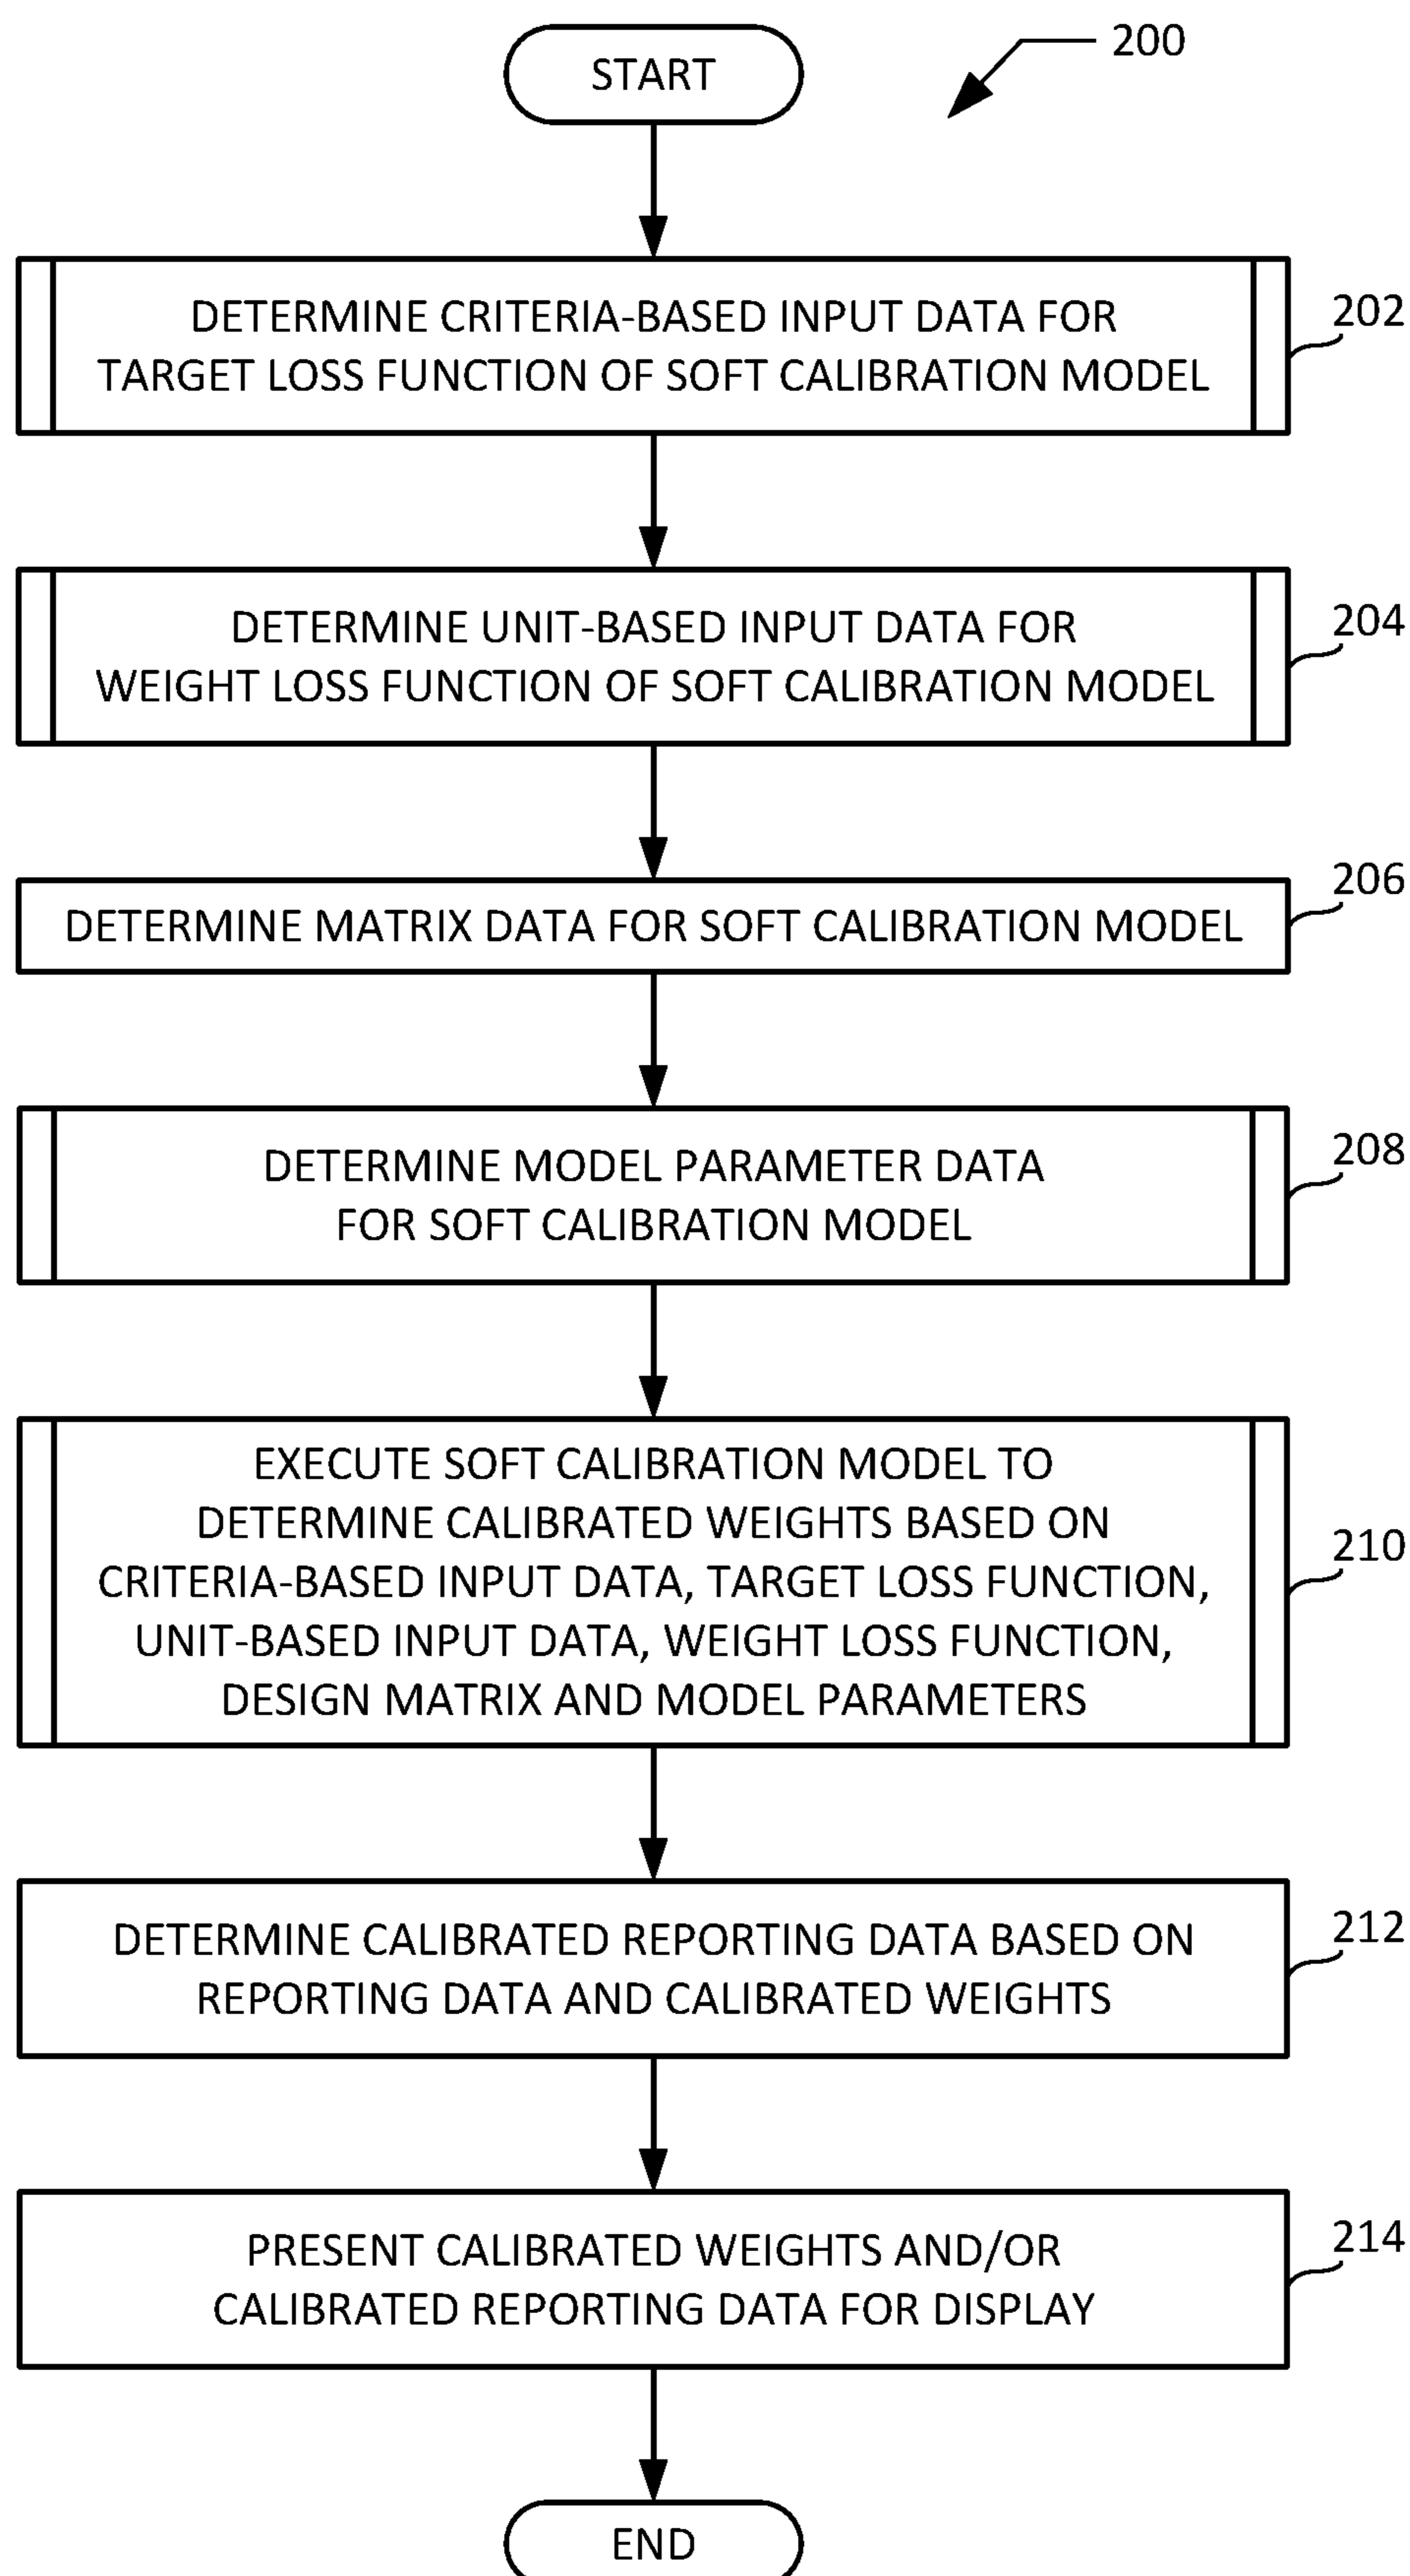 START
200
DETERMINE CRITERIA-BASED INPUT DATA FOR
TARGET LOSS FUNCTION OF SOFT CALIBRATION MODEL
202
DETERMINE UNIT-BASED INPUT DATA FOR
WEIGHT LOSS FUNCTION OF SOFT CALIBRATION MODEL
204
DETERMINE MATRIX DATA FOR SOFT CALIBRATION MODEL
206
DETERMINE MODEL PARAMETER DATA
FOR SOFT CALIBRATION MODEL
208
EXECUTE SOFT CALIBRATION MODEL TO
DETERMINE CALIBRATED WEIGHTS BASED ON
CRITERIA-BASED INPUT DATA, TARGET LOSS FUNCTION,
UNIT-BASED INPUT DATA, WEIGHT LOSS FUNCTION,
DESIGN MATRIX AND MODEL PARAMETERS
210
DETERMINE CALIBRATED REPORTING DATA BASED ON
REPORTING DATA AND CALIBRATED WEIGHTS
212
PRESENT CALIBRATED WEIGHTS AND/OR
CALIBRATED REPORTING DATA FOR DISPLAY
214
END